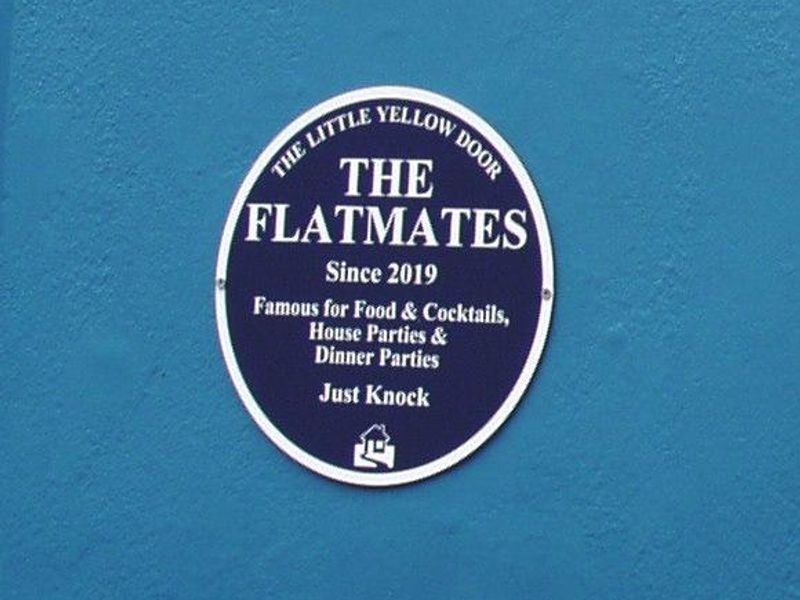 THE LITTLE YELLOW DOOR
THE
FLATMATES
Since 2019
Famous for Food & Cocktails,
House Parties &
Dinner Parties
Just Knock